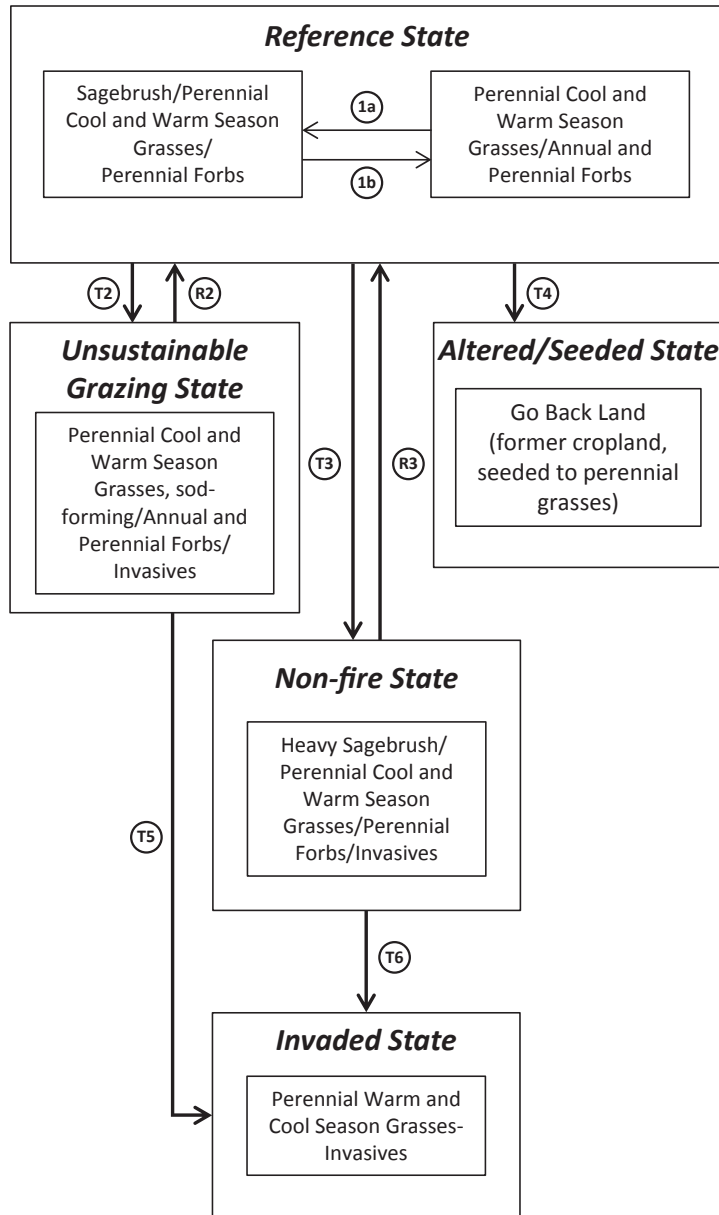 Reference State
Sagebrush/Perennial
Cool and Warm Season
Grasses/
Perennial Forbs
1a
1b
Perennial Cool and
Warm Season
Grasses/Annual and
Perennial Forbs
T2
R2
T4
Unsustainable
Grazing State
Perennial Cool and
Warm Season
Grasses, sod-
forming/Annual and
Perennial Forbs/
Invasives
T3
R3
Altered/Seeded State
Go Back Land
(former cropland,
seeded to perennial
grasses)
Non-fire State
Heavy Sagebrush/
Perennial Cool and
Warm Season
Grasses/Perennial
Forbs/Invasives
T5
T6
Invaded State
Perennial Warm and
Cool Season Grasses-
Invasives